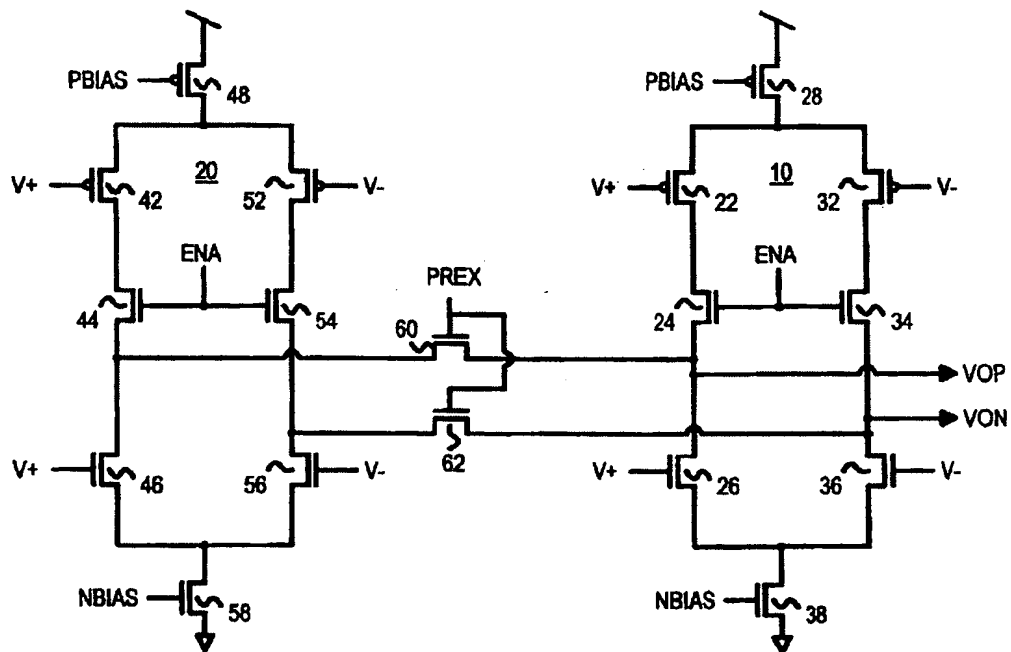 PBIAS
48
PBIAS
28
20
10
V+
42
52
V-
V+
22
32
V-
ENA
ENA
PREX
44
54
60
24
34
VOP
VON
V+
46
56
V-
62
V+
26
36
V-
NBIAS
58
NBIAS
38